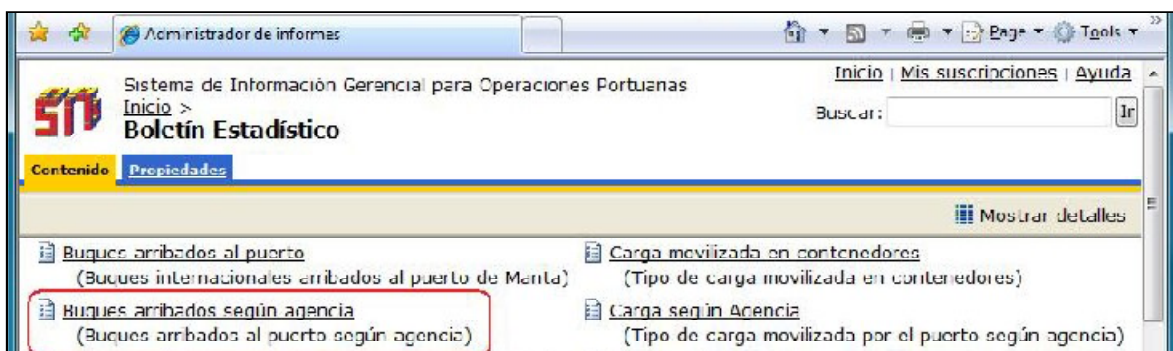 Administrador de informes
Page
Tools
Sistema de Información Gerencial para Operaciones Portuarias
Inicio | Mis suscripciones | Ayuda
Inicio >
Buscar:
Ir
Boletín Estadístico
Contenido
Propiedades
Mostrar detalles
Buques arribados al puerto
(Buques internacionales arribados al puerto de Manta)
Carga movilizada en contenedores
(Tipo de carga movilizada en contenedores)
Buques arribados según agencia
(Buques arribados al puerto según agencia)
Carga según Agencia
(Tipo de carga movilizada por el puerto según agencia)